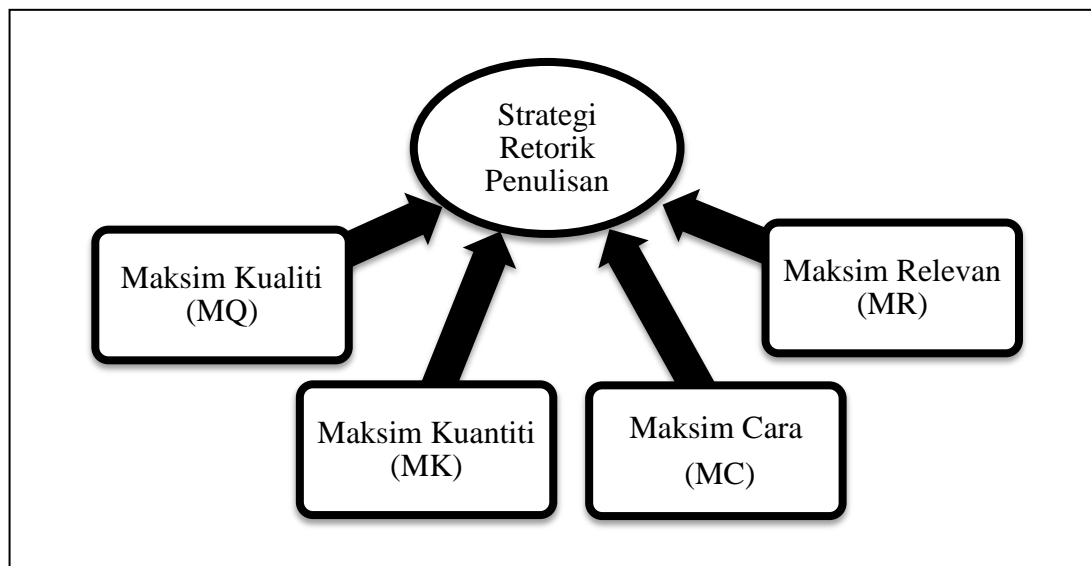 Strategi
Retorik
Penulisan
Maksim Kualiti
(MQ)
Maksim Kuantiti
(MK)
Maksim Cara
(MC)
Maksim Relevan
(MR)